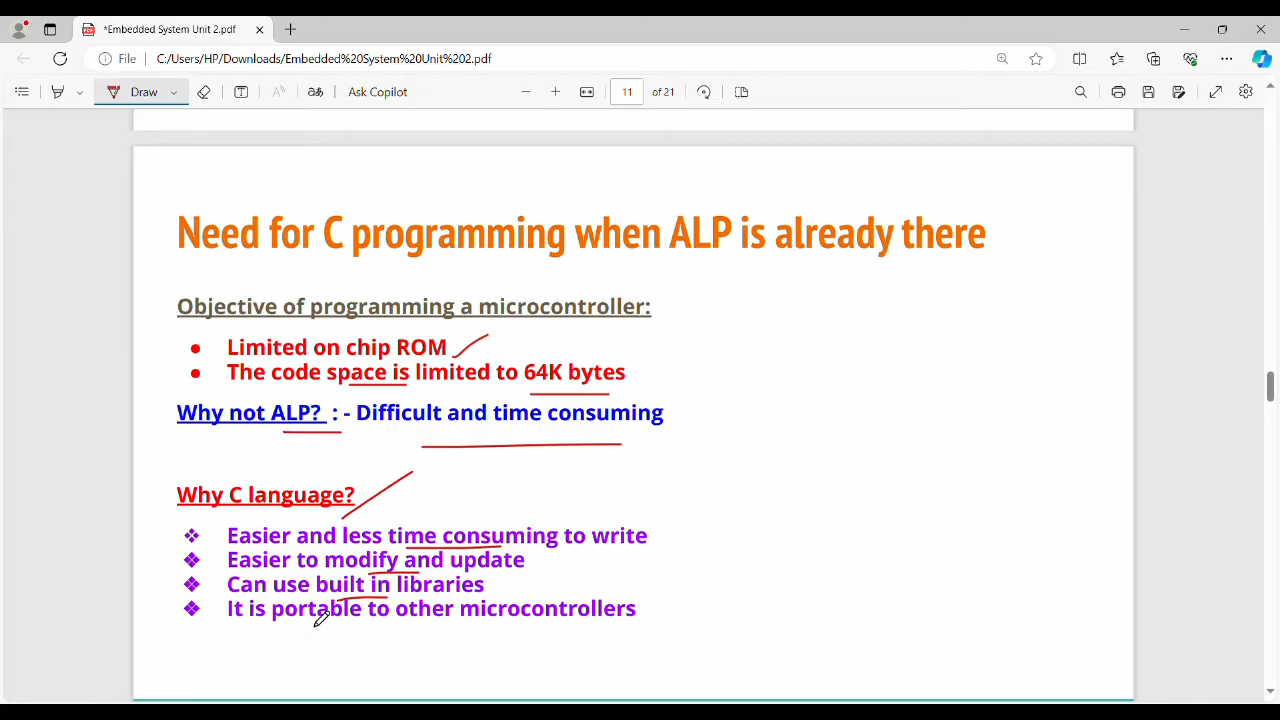 *Embedded System Unit 2.pdf
File C:/Users/HP/Downloads/Embedded%20System%20Unit%202.pdf
Draw Ask Copilot 11 of 21
Need for C programming when ALP is already there
Objective of programming a microcontroller:
● Limited on chip ROM
● The code space is limited to 64K bytes
Why not ALP? : - Difficult and time consuming
Why C language?
❖ Easier and less time consuming to write
❖ Easier to modify and update
❖ Can use built in libraries
❖ It is portable to other microcontrollers